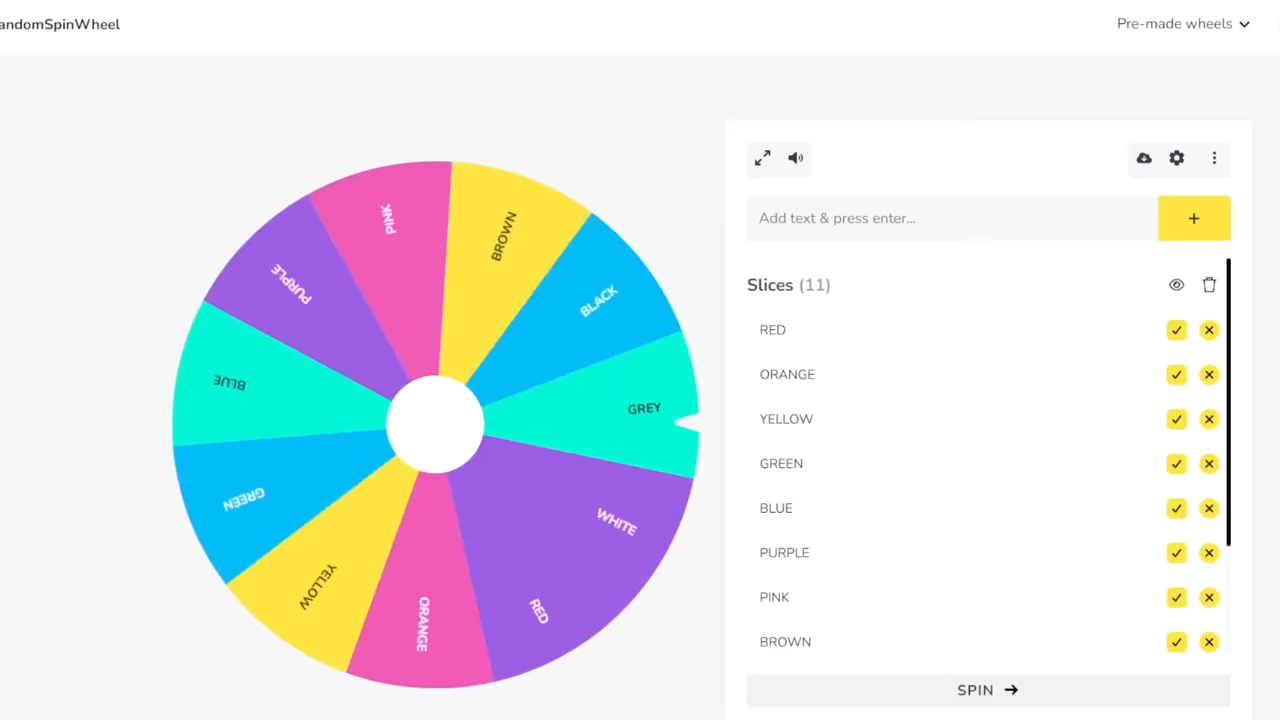 andomSpinWheel
Pre-made wheels
PINK
BROWN
PURPLE
BLACK
BLUE
GREY
GREEN
WHITE
YELLOW
ORANGE
RED
Add text & press enter...
+
Slices (11)
RED
ORANGE
YELLOW
GREEN
BLUE
PURPLE
PINK
BROWN
SPIN →